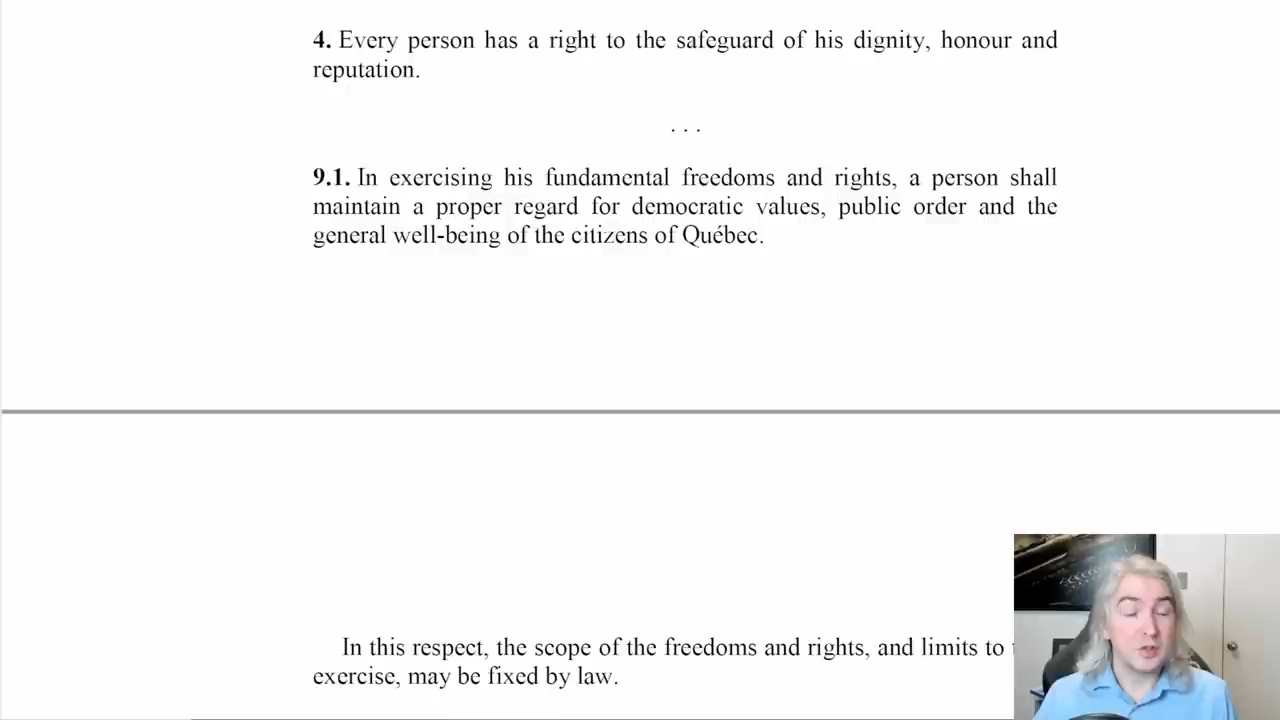 4. Every person has a right to the safeguard of his dignity, honour and
reputation.
. . .
9.1. In exercising his fundamental freedoms and rights, a person shall
maintain a proper regard for democratic values, public order and the
general well-being of the citizens of Québec.
In this respect, the scope of the freedoms and rights, and limits to
exercise, may be fixed by law.